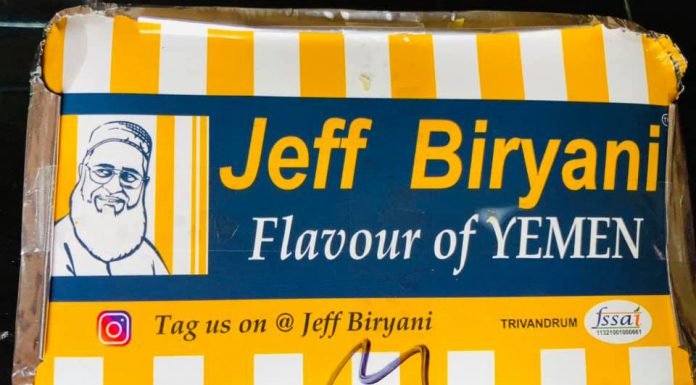 Jeff Biryani
Flavour of YEMEN
Tag us on @ Jeff Biryani
TRIVANDRUM
fssai